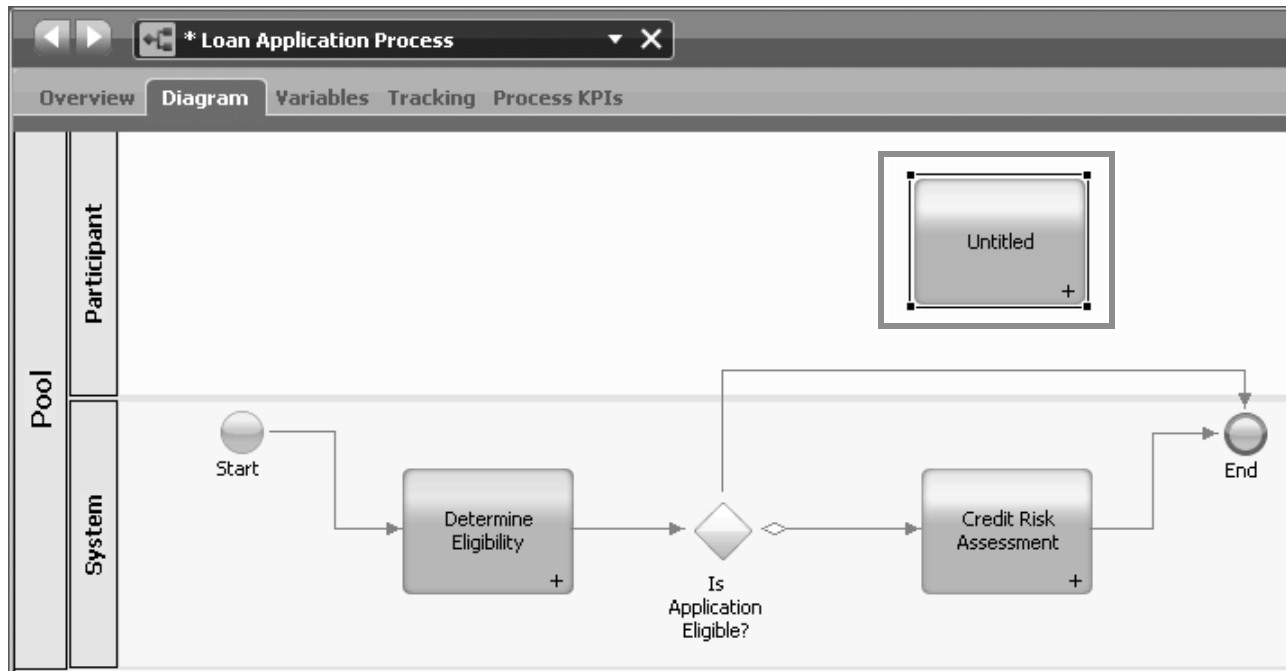 * Loan Application Process
Overview Diagram Variables Tracking Process KPIs
Pool
Participant
Untitled
+
System
Start
Determine
Eligibility
+
Is
Application
Eligible?
Credit Risk
Assessment
+
End